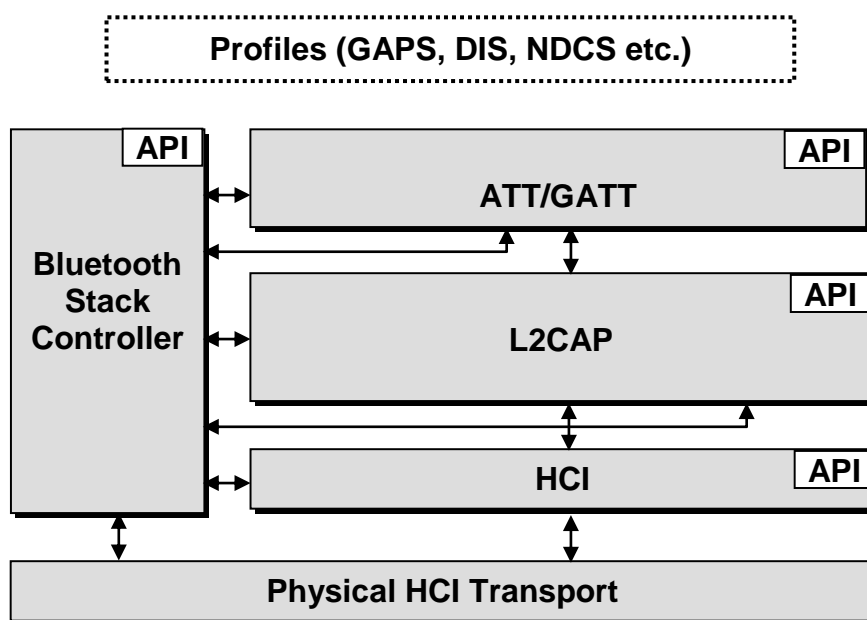 Profiles (GAPS, DIS, NDCS etc.)
API
API
ATT/GATT
Bluetooth
Stack
Controller
API
L2CAP
API
HCI
Physical HCI Transport